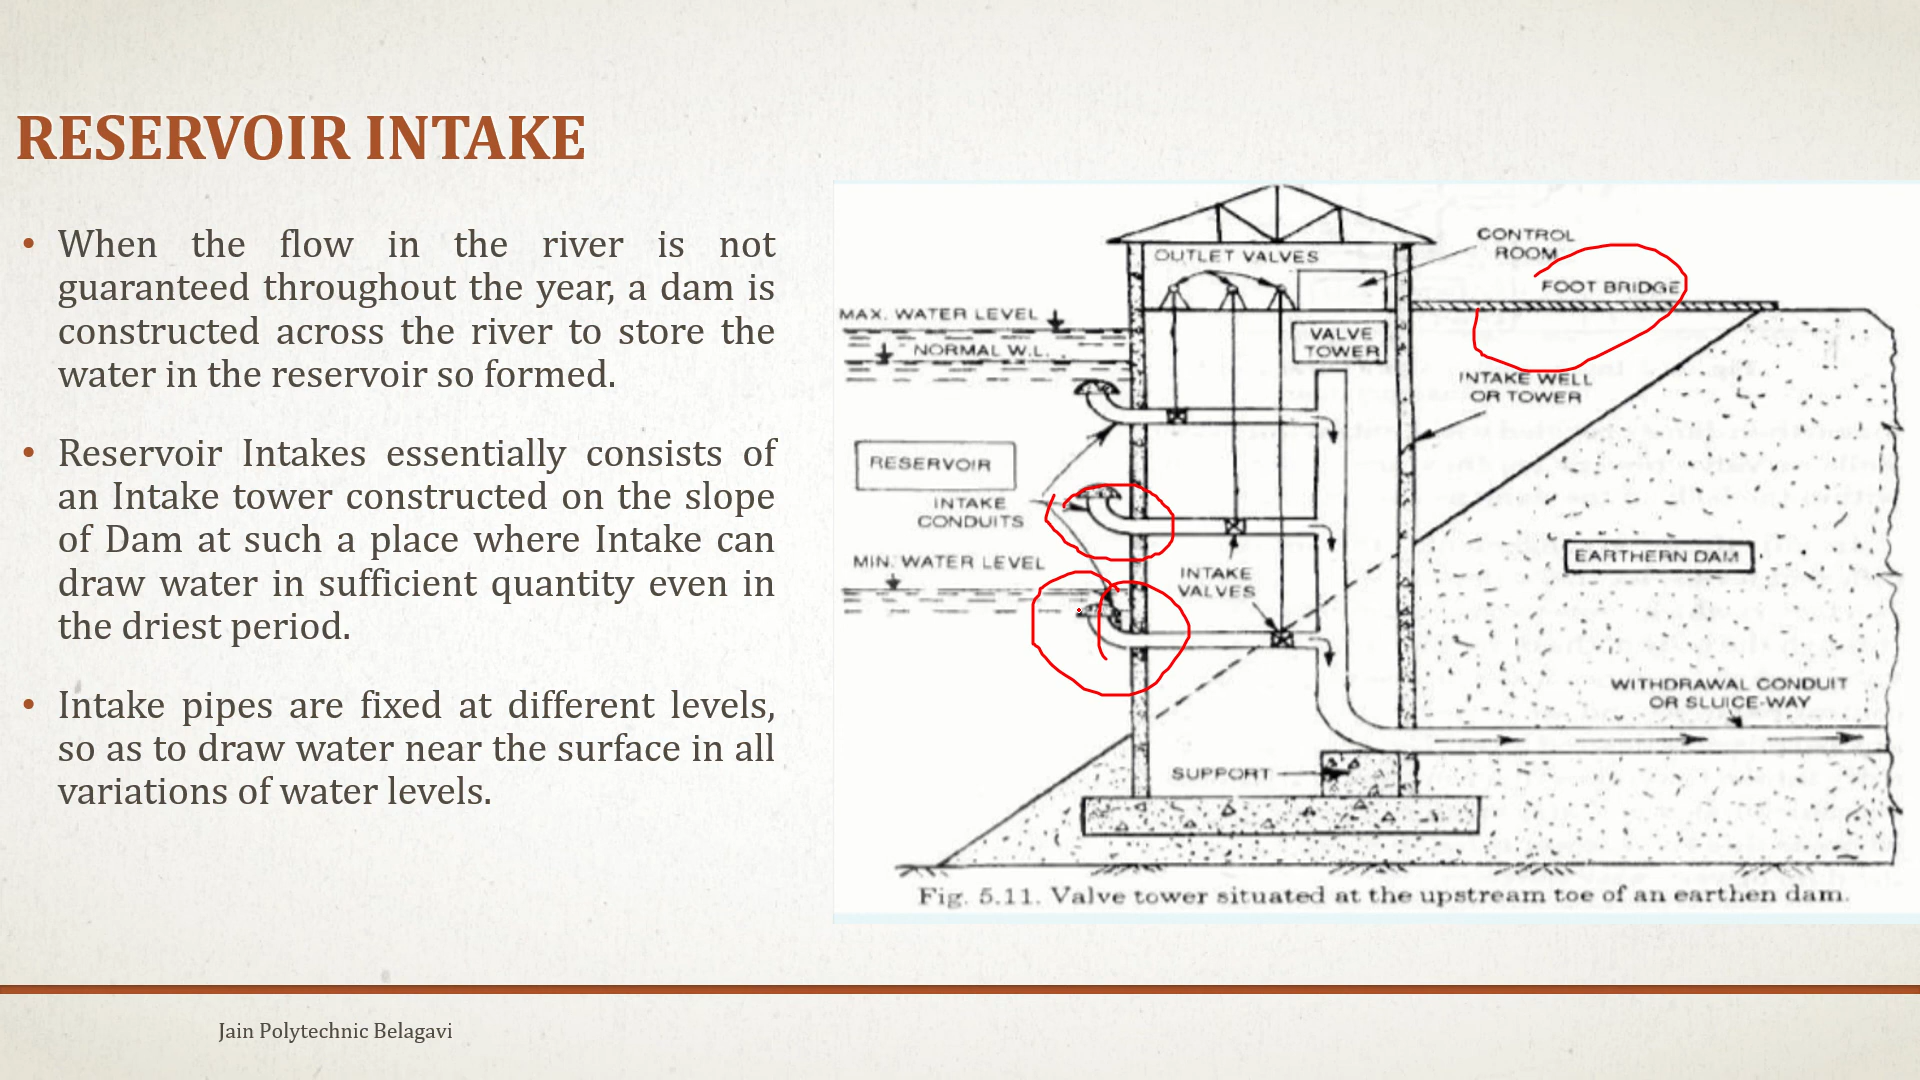 RESERVOIR INTAKE
• When the flow in the river is not
guaranteed throughout the year, a dam is
constructed across the river to store the
water in the reservoir so formed.
• Reservoir Intakes essentially consists of
an Intake tower constructed on the slope
of Dam at such a place where Intake can
draw water in sufficient quantity even in
the driest period.
• Intake pipes are fixed at different levels,
so as to draw water near the surface in all
variations of water levels.
CONTROL
ROOM
OUTLET VALVES
FOOT BRIDGE
MAX. WATER LEVEL
VALVE
TOWER
NORMAL W.L.
INTAKE WELL
OR TOWER
RESERVOIR
INTAKE
CONDUITS
EARTHERN DAM
MIN. WATER LEVEL
INTAKE
VALVES
WITHDRAWAL CONDUIT
OR SLUICE-WAY
SUPPORT
Fig. 5.11. Valve tower situated at the upstream toe of an earthen dam.
Jain Polytechnic Belagavi